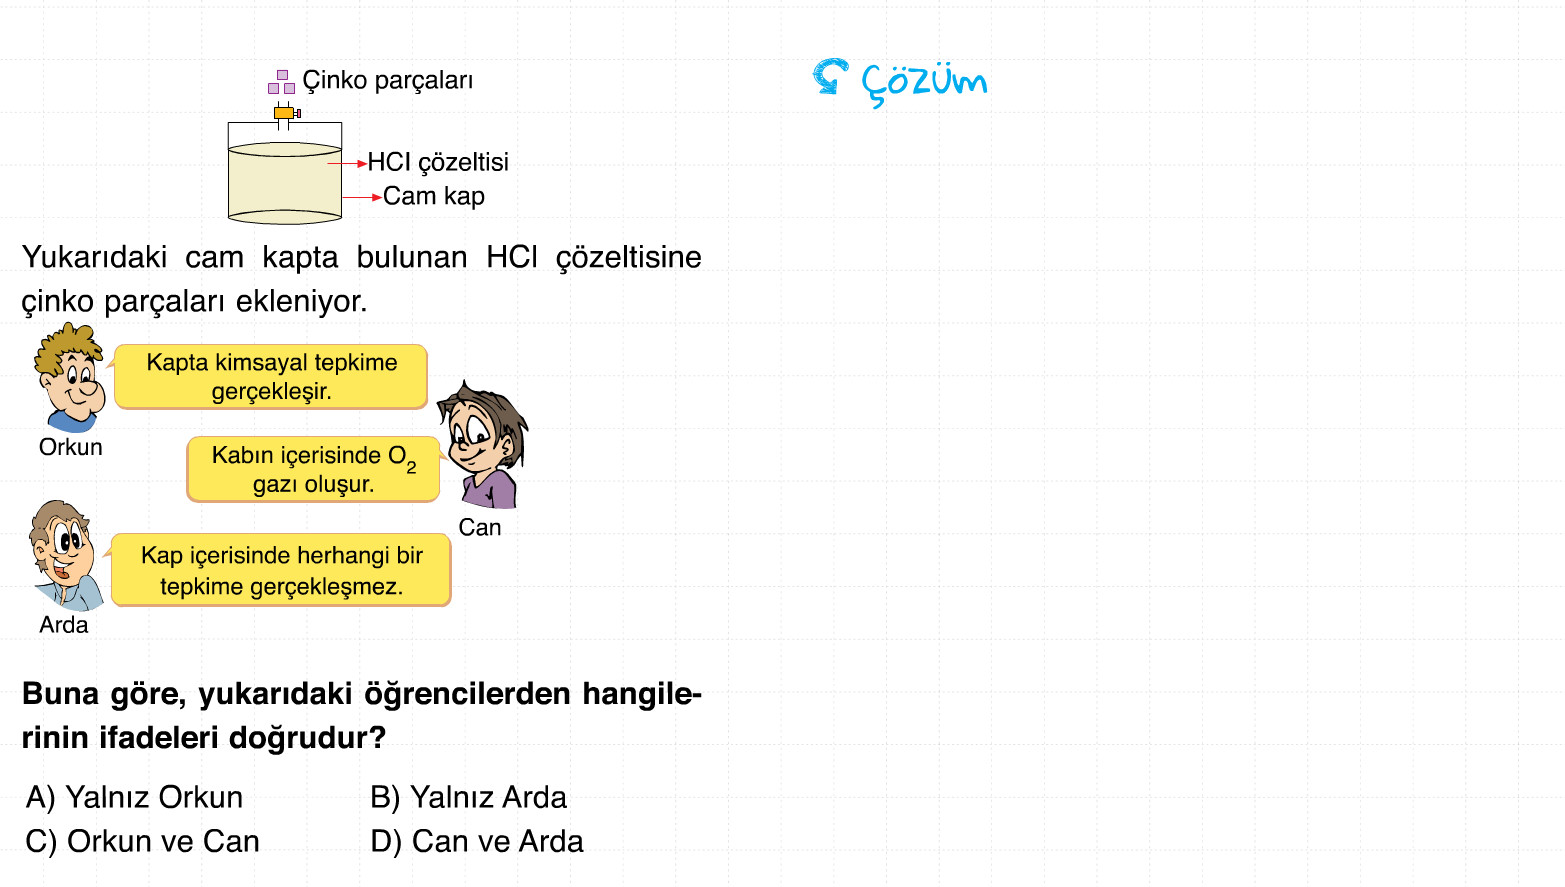 Çinko parçaları
Çözüm
HCl çözeltisi
Cam kap
Yukarıdaki cam kapta bulunan HCl çözeltisine
çinko parçaları ekleniyor.
Kapta kimsayal tepkime
gerçekleşir.
Orkun
Kabın içerisinde O₂
gazı oluşur.
Can
Kap içerisinde herhangi bir
tepkime gerçekleşmez.
Arda
Buna göre, yukarıdaki öğrencilerden hangile-
rinin ifadeleri doğrudur?
A) Yalnız Orkun B) Yalnız Arda
C) Orkun ve Can D) Can ve Arda